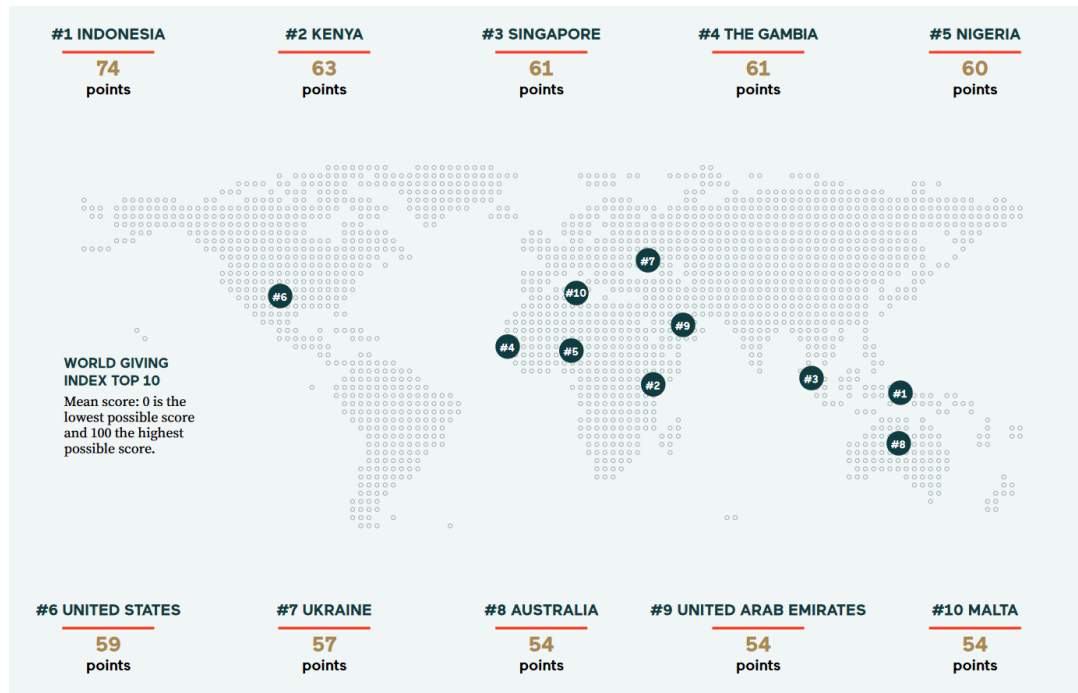 #1 INDONESIA
74
points
#2 KENYA
63
points
#3 SINGAPORE
61
points
#4 THE GAMBIA
61
points
#5 NIGERIA
60
points
#7
#10
#6
#9
#4
#5
#3
#2
#1
#8
WORLD GIVING
INDEX TOP 10
Mean score: 0 is the
lowest possible score
and 100 the highest
possible score.
#6 UNITED STATES
59
points
#7 UKRAINE
57
points
#8 AUSTRALIA
54
points
#9 UNITED ARAB EMIRATES
54
points
#10 MALTA
54
points